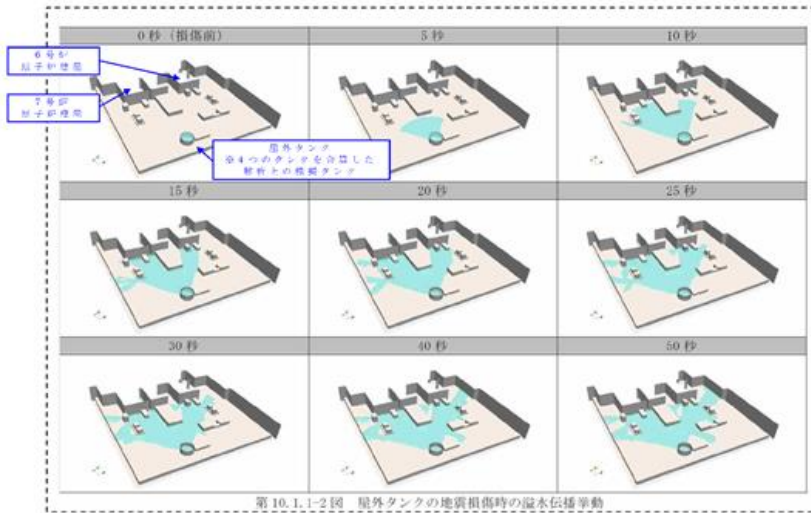 0秒（損傷前）
5秒
10秒
6号炉
原子炉建屋
7号炉
原子炉建屋
屋外タンク
※4つのタンクを合算した
解析上の模擬タンク
15秒
20秒
25秒
30秒
40秒
50秒
第10.1.1-2図 屋外タンクの地震損傷時の溢水伝播挙動